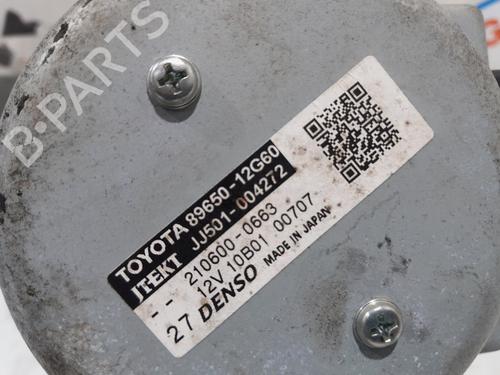 B-PARTS
TOYOTA 89650-12G60
JTEKT JJ501-004272
-- 210600-0663
12V 10B01 00707
27 DENSO MADE IN JAPAN